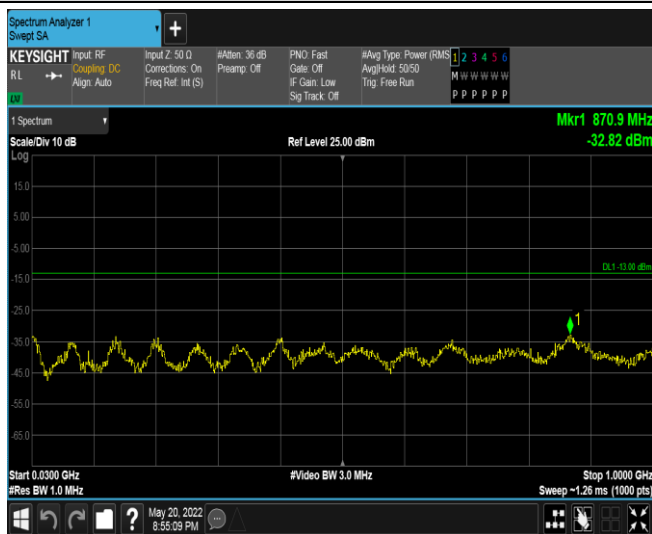 Spectrum Analyzer 1
Swept SA
+
KEYSIGHT
RL
Input: RF
Coupling: DC
Align: Auto
Input Z: 50 Ω
Corrections: On
Freq Ref: Int (S)
#Atten: 36 dB
Preamp: Off
PNO: Fast
Gate: Off
IF Gain: Low
Sig Track: Off
#Avg Type: Power (RMS
Avg|Hold: 50/50
Trig: Free Run
1 2 3 4 5 6
M W W W W W
P P P P P P
1 Spectrum
Scale/Div 10 dB
Ref Level 25.00 dBm
Mkr1 870.9 MHz
-32.82 dBm
Log
15.0
5.00
-5.00
DL1 -13.00 dBm
-15.0
-25.0
1
-35.0
-45.0
-55.0
-65.0
Start 0.0300 GHz
#Video BW 3.0 MHz
Stop 1.0000 GHz
#Res BW 1.0 MHz
Sweep ~1.26 ms (1000 pts)
?
May 20, 2022
8:55:09 PM